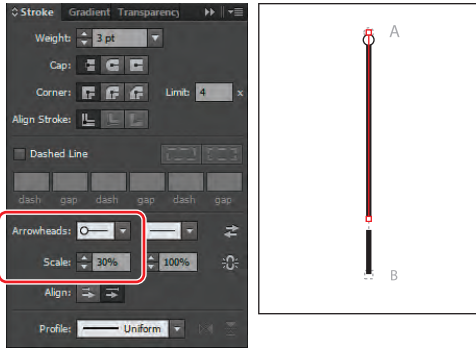 Stroke Gradient Transparency
Weight: 3 pt
Cap:
Corner: Limit: 4 x
Align Stroke:
Dashed Line
dash gap dash gap dash gap
Arrowheads:
Scale: 30% 100%
Align:
Profile: Uniform
A
B